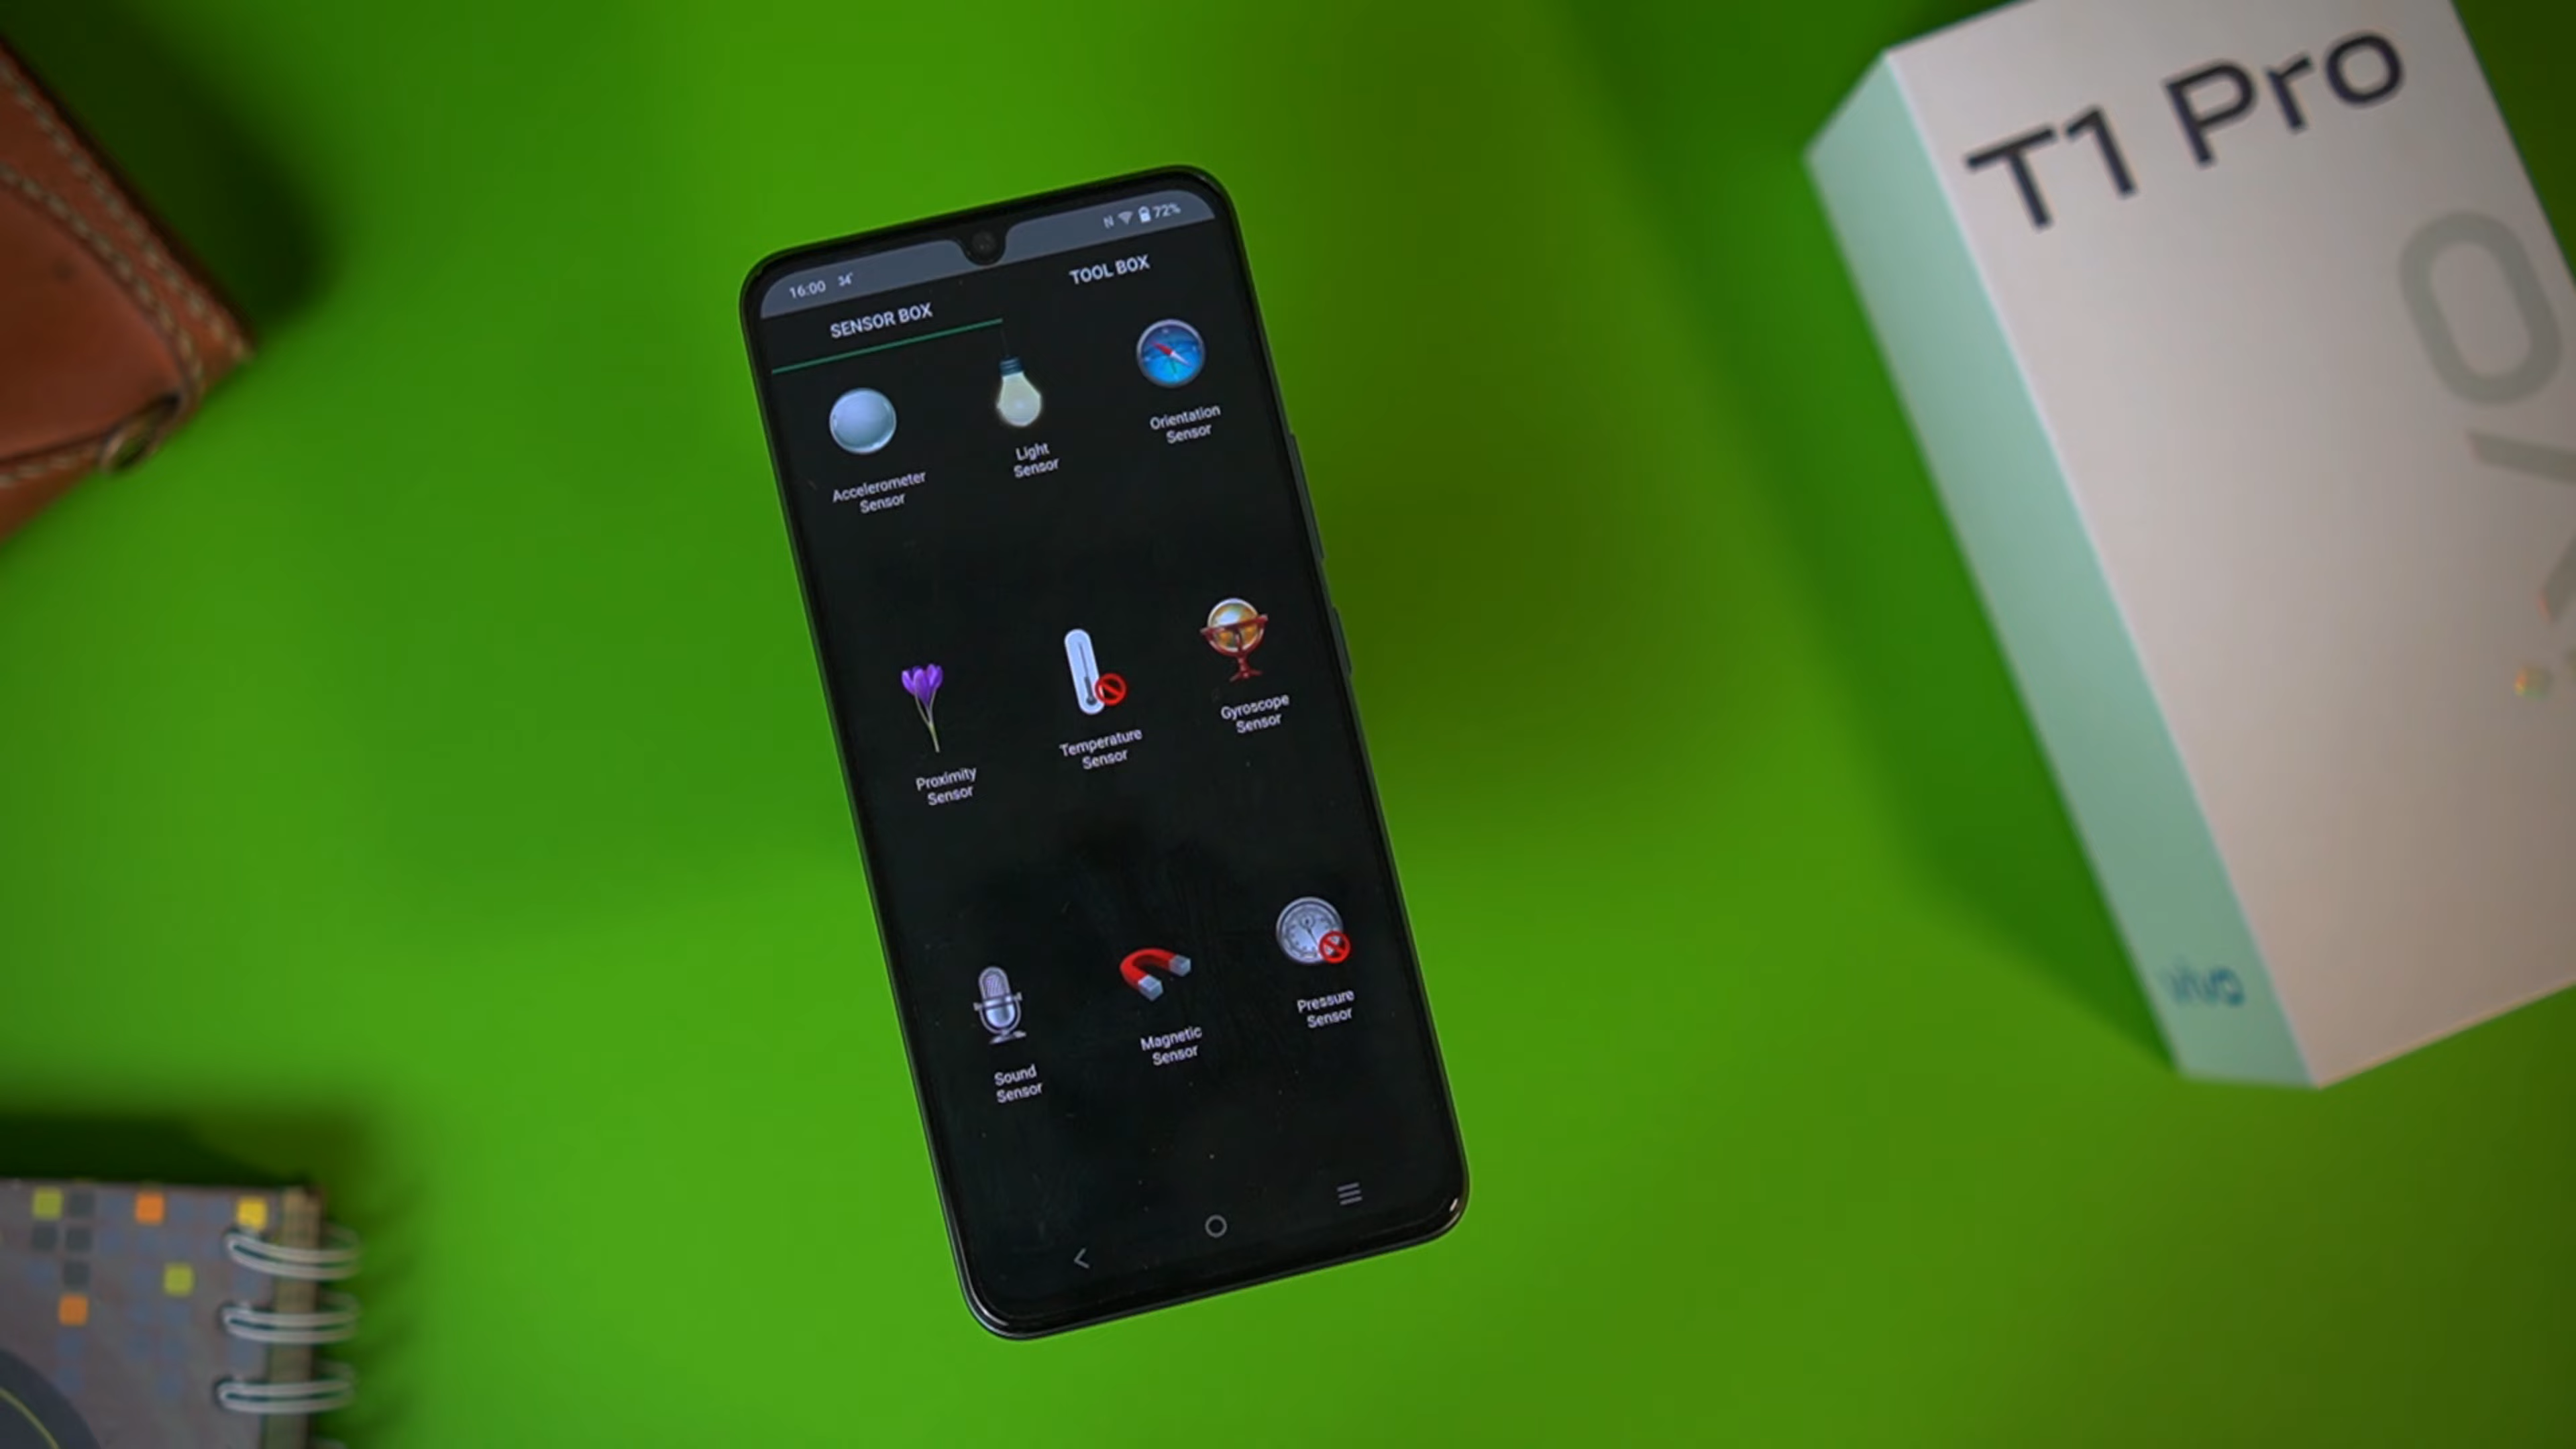 16:00 34°
N 72%
SENSOR BOX
TOOL BOX
Accelerometer
Sensor
Light
Sensor
Orientation
Sensor
Proximity
Sensor
Temperature
Sensor
Gyroscope
Sensor
Sound
Sensor
Magnetic
Sensor
Pressure
Sensor
T1 Pro
vivo